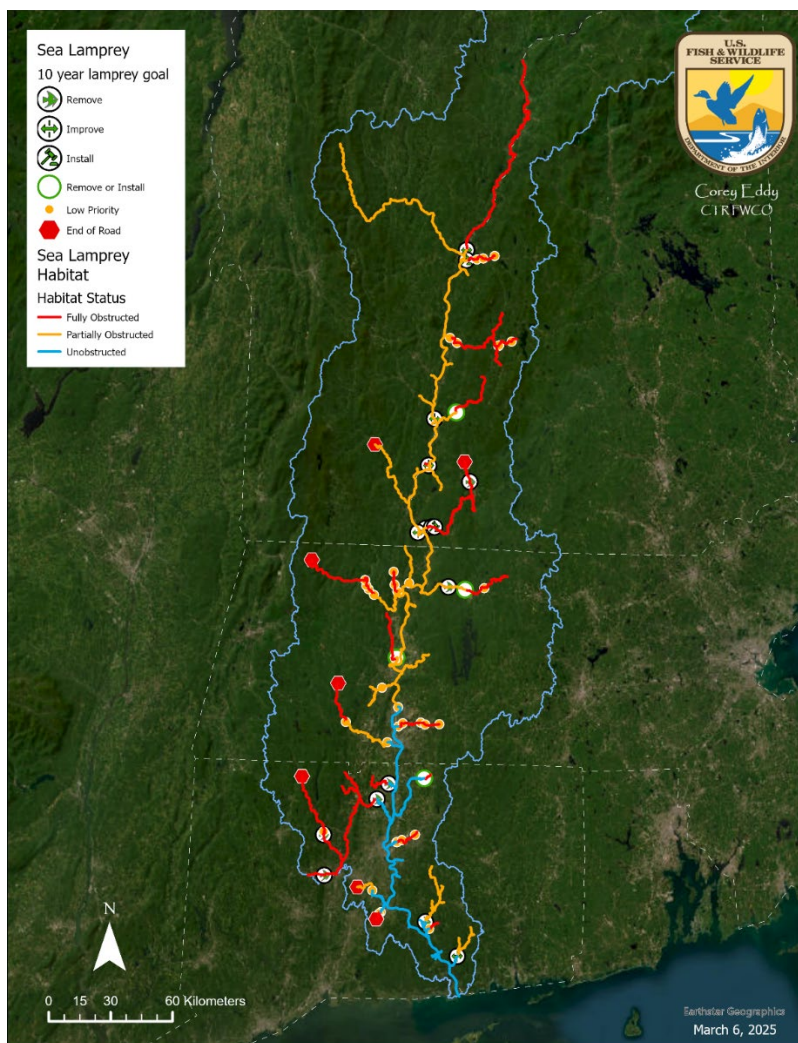 Sea Lamprey
10 year lamprey goal
Remove
Improve
Install
Remove or Install
Low Priority
End of Road
Sea Lamprey
Habitat
Habitat Status
Fully Obstructed
Partially Obstructed
Unobstructed
U.S.
FISH & WILDLIFE
SERVICE
DEPARTMENT OF THE INTERIOR
Corey Eddy
CTRFWCO
N
0 15 30 60 Kilometers
Earthstar Geographics
March 6, 2025